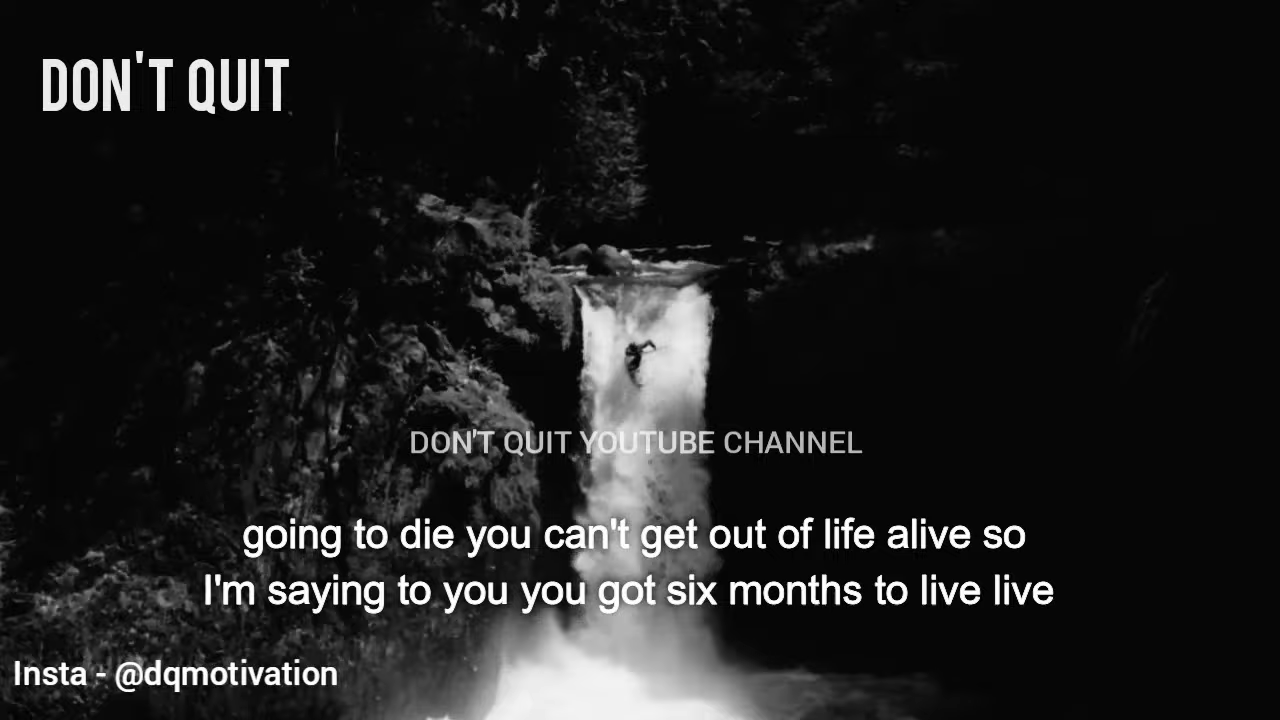 DON'T QUIT
DON'T QUIT YOUTUBE CHANNEL
going to die you can't get out of life alive so
I'm saying to you you got six months to live live
Insta - @dqmotivation